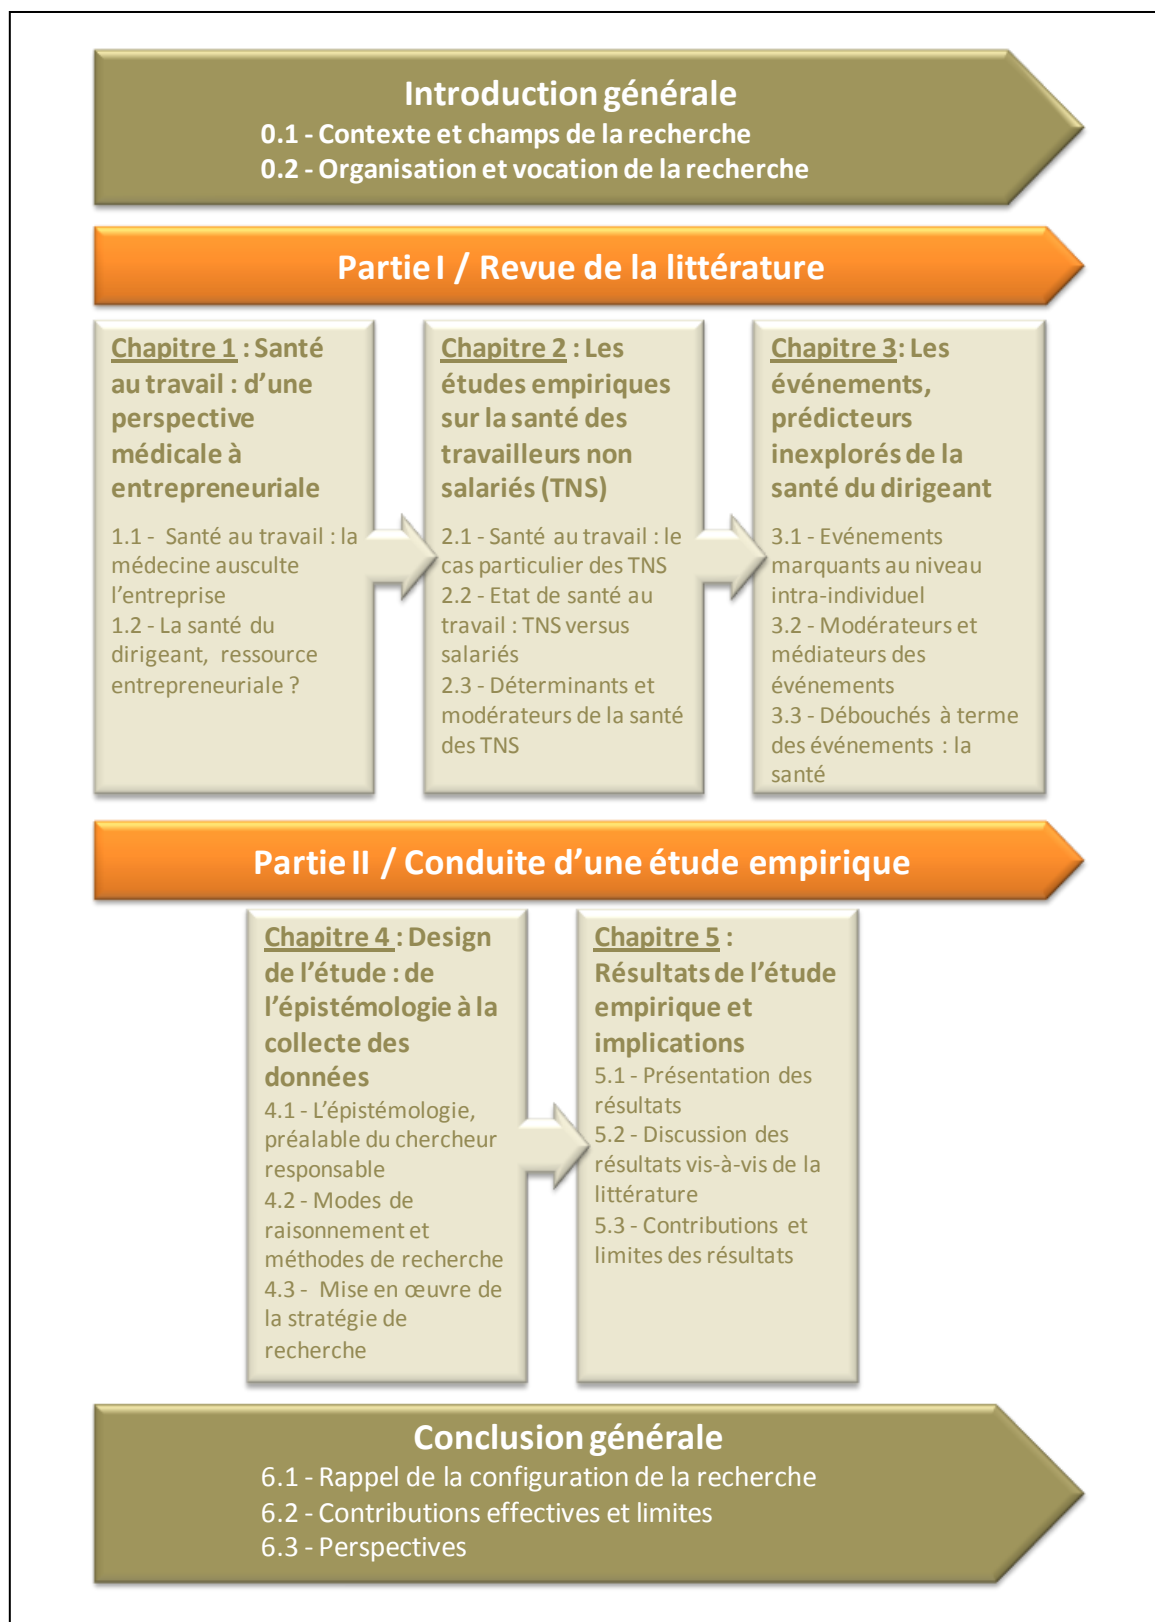 Introduction générale
0.1 - Contexte et champs de la recherche
0.2 - Organisation et vocation de la recherche
Partie I / Revue de la littérature
Chapitre 1 : Santé
au travail : d’une
perspective
médicale à
entrepreneuriale
1.1 - Santé au travail : la
médecine ausculte
l’entreprise
1.2 - La santé du
dirigeant, ressource
entrepreneuriale ?
Chapitre 2 : Les
études empiriques
sur la santé des
travailleurs non
salariés (TNS)
2.1 - Santé au travail : le
cas particulier des TNS
2.2 - Etat de santé au
travail : TNS versus
salariés
2.3 - Déterminants et
modérateurs de la santé
des TNS
Chapitre 3: Les
événements,
prédicteurs
inexplorés de la
santé du dirigeant
3.1 - Evénements
marquants au niveau
intra-individuel
3.2 - Modérateurs et
médiateurs des
événements
3.3 - Débouchés à terme
des événements : la
santé
Partie II / Conduite d’une étude empirique
Chapitre 4 : Design
de l’étude : de
l’épistémologie à la
collecte des
données
4.1 - L’épistémologie,
préalable du chercheur
responsable
4.2 - Modes de
raisonnement et
méthodes de recherche
4.3 - Mise en œuvre de
la stratégie de
recherche
Chapitre 5 :
Résultats de l’étude
empirique et
implications
5.1 - Présentation des
résultats
5.2 - Discussion des
résultats vis-à-vis de la
littérature
5.3 - Contributions et
limites des résultats
Conclusion générale
6.1 - Rappel de la configuration de la recherche
6.2 - Contributions effectives et limites
6.3 - Perspectives